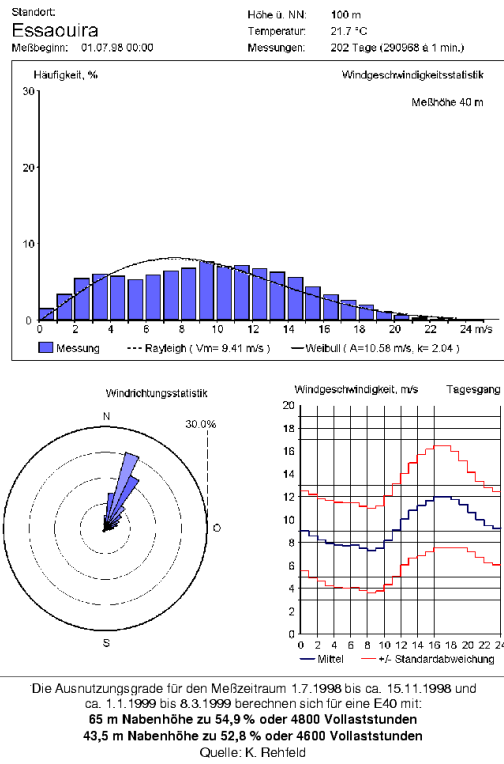 Standort:
Essaouira
Meßbeginn: 01.07.98 00:00
Höhe ü. NN: 100 m
Temperatur: 21.7 °C
Messungen: 202 Tage (290968 à 1 min.)
Häufigkeit, %
Windgeschwindigkeitsstatistik
Meßhöhe 40 m
30
20
10
0
0 2 4 6 8 10 12 14 16 18 20 22 24 m/s
Messung --- Rayleigh ( Vm= 9.41 m/s ) — Weibull ( A=10.58 m/s, k= 2.04 )
Windrichtungsstatistik
N
30.0%
O
S
Windgeschwindigkeit, m/s Tagesgang
20
18
16
14
12
10
8
6
4
2
0
0 2 4 6 8 10 12 14 16 18 20 22 24
Mittel +/- Standardabweichung
Die Ausnutzungsgrade für den Meßzeitraum 1.7.1998 bis ca. 15.11.1998 und
ca. 1.1.1999 bis 8.3.1999 berechnen sich für eine E40 mit:
65 m Nabenhöhe zu 54,9 % oder 4800 Vollaststunden
43,5 m Nabenhöhe zu 52,8 % oder 4600 Vollaststunden
Quelle: K. Rehfeld